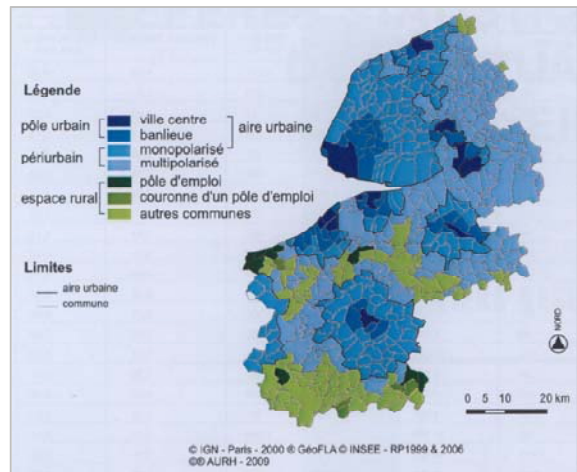 Légende
pôle urbain
ville centre
banlieue
aire urbaine
périurbain
monopolarisé
multipolarisé
espace rural
pôle d'emploi
couronne d'un pôle d'emploi
autres communes
Limites
aire urbaine
commune
NORD
0 5 10 20 km
© IGN - Paris - 2000 ® GéoFLA © INSEE - RP1999 & 2006
©® AURH - 2009